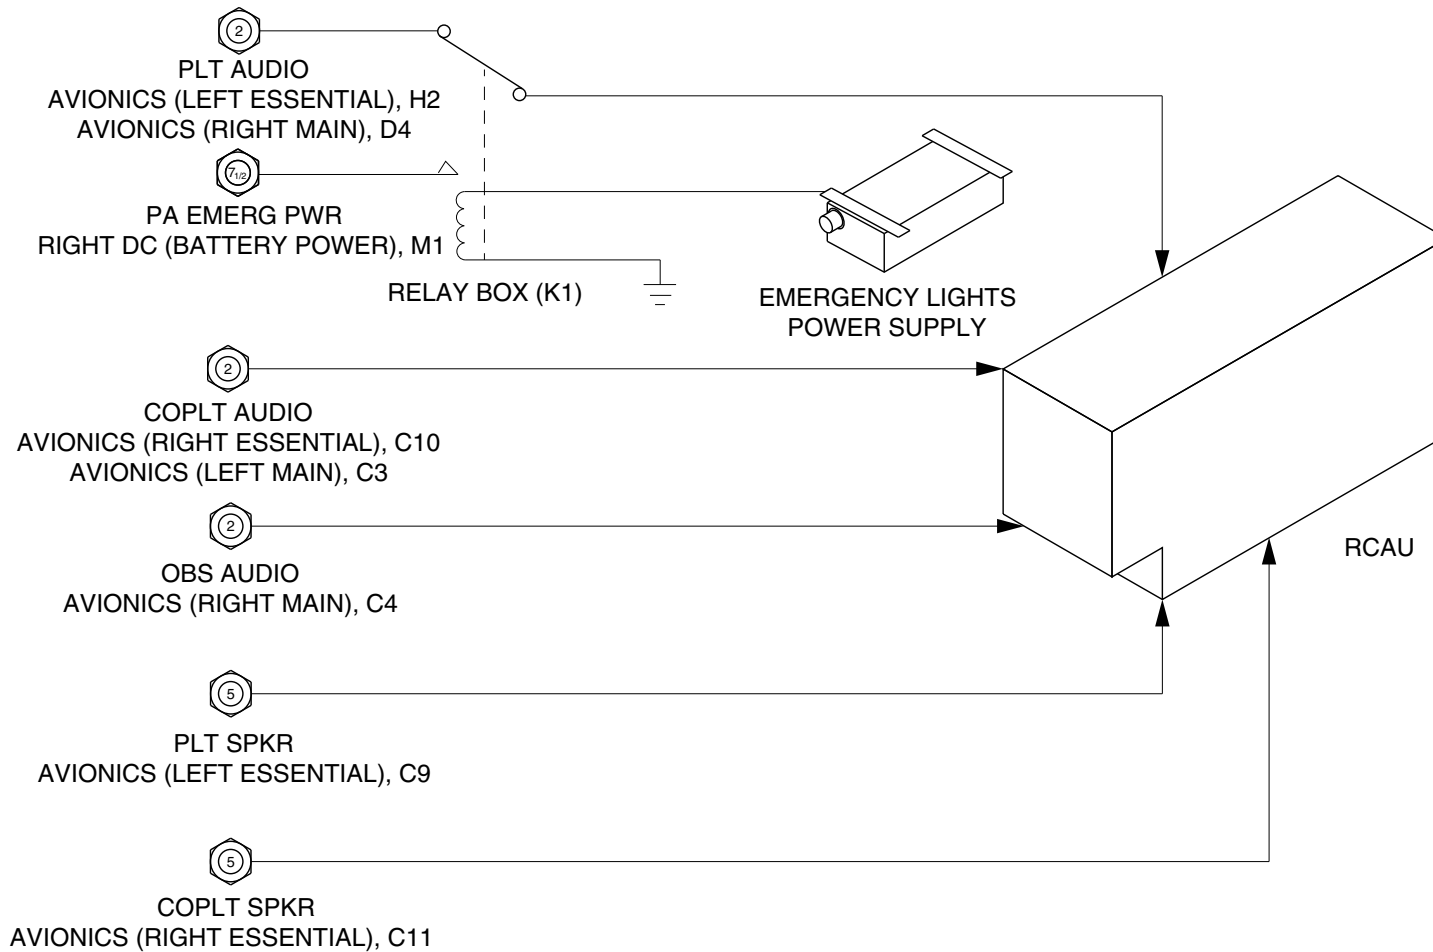 2
PLT AUDIO
AVIONICS (LEFT ESSENTIAL), H2
AVIONICS (RIGHT MAIN), D4
7 1/2
PA EMERG PWR
RIGHT DC (BATTERY POWER), M1
RELAY BOX (K1)
EMERGENCY LIGHTS
POWER SUPPLY
2
COPLT AUDIO
AVIONICS (RIGHT ESSENTIAL), C10
AVIONICS (LEFT MAIN), C3
2
OBS AUDIO
AVIONICS (RIGHT MAIN), C4
RCAU
5
PLT SPKR
AVIONICS (LEFT ESSENTIAL), C9
5
COPLT SPKR
AVIONICS (RIGHT ESSENTIAL), C11